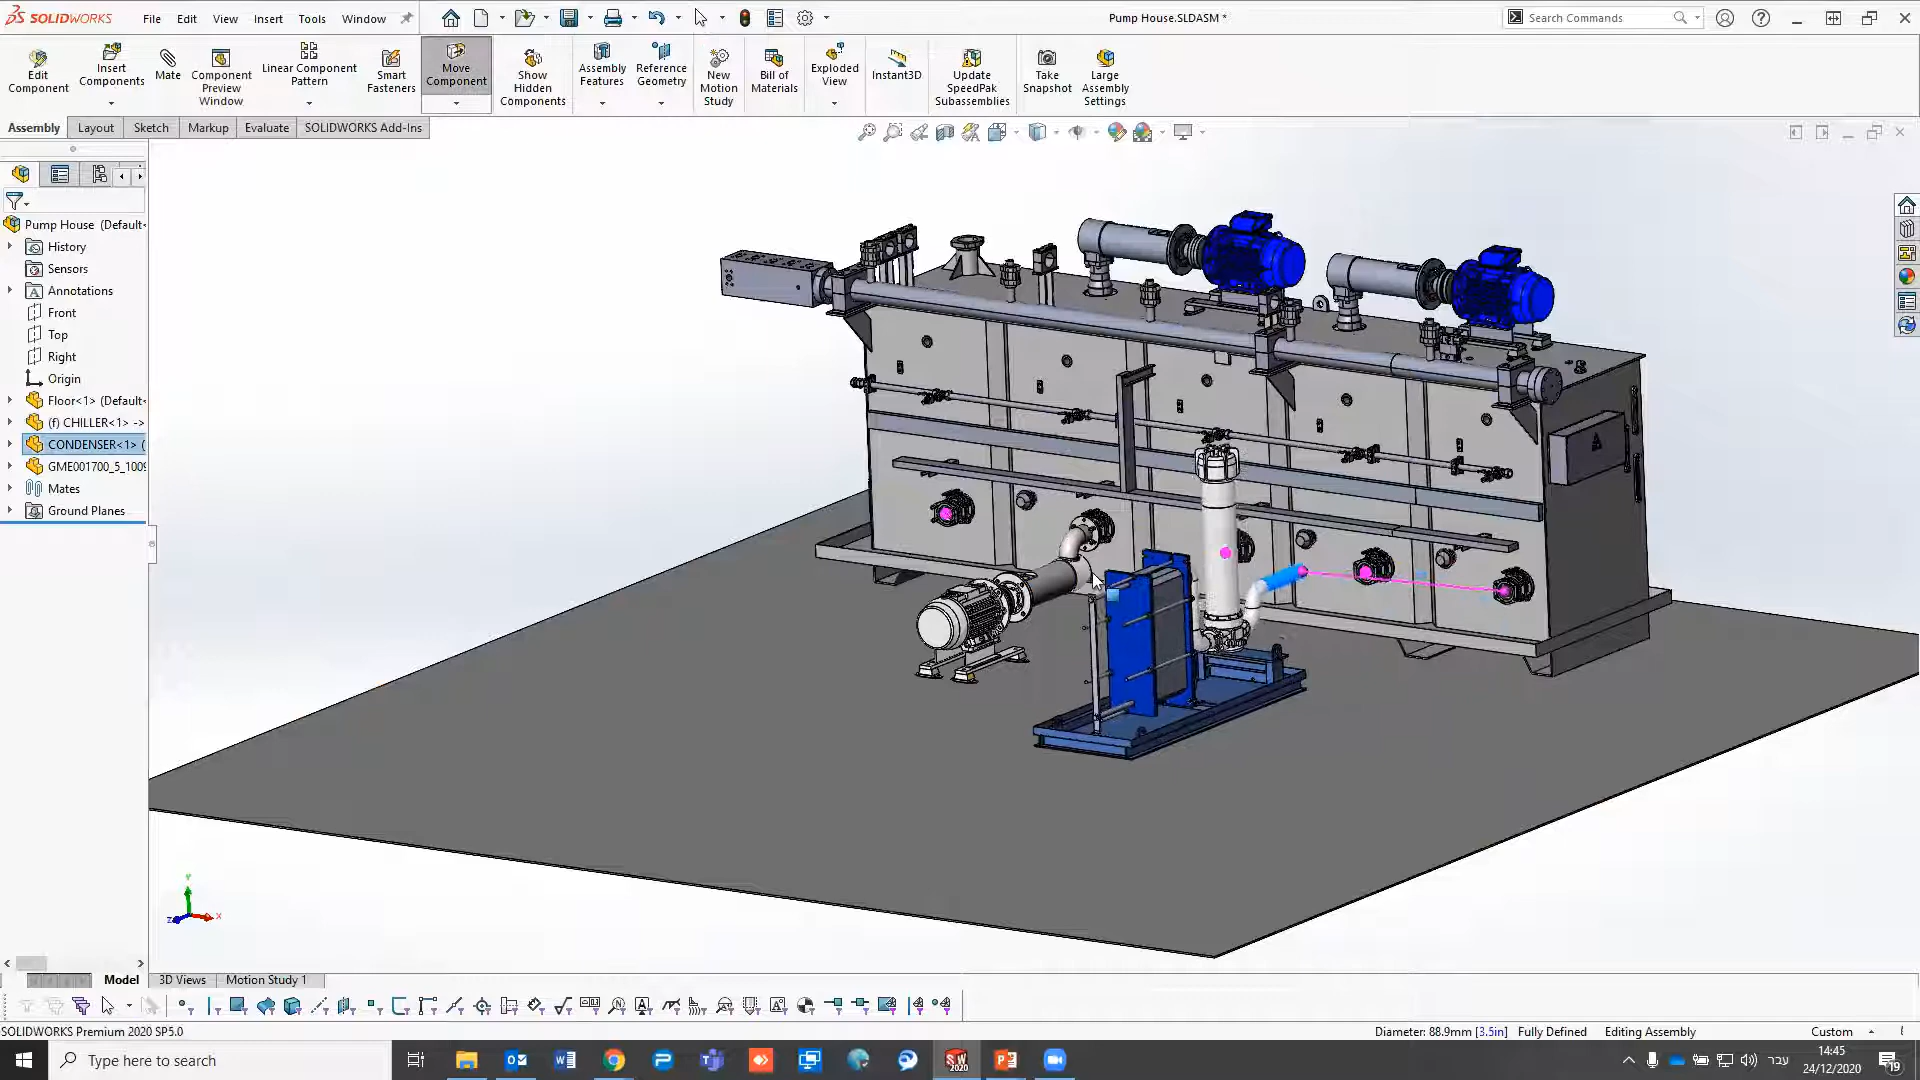 SOLIDWORKS
File
Edit
View
Insert
Tools
Window
Pump House.SLDASM *
Search Commands
Edit
Component
Insert
Components
Mate
Component
Preview
Window
Linear Component
Pattern
Smart
Fasteners
Move
Component
Show
Hidden
Components
Assembly
Features
Reference
Geometry
New
Motion
Study
Bill of
Materials
Exploded
View
Instant3D
Update
SpeedPak
Subassemblies
Take
Snapshot
Large
Assembly
Settings
Assembly
Layout
Sketch
Markup
Evaluate
SOLIDWORKS Add-Ins
Pump House (Default
History
Sensors
Annotations
Front
Top
Right
Origin
Floor<1> (Default
(f) CHILLER<1> ->
CONDENSER<1> (
GME001700_5_1009
Mates
Ground Planes
Y
Z
X
Model
3D Views
Motion Study 1
SOLIDWORKS Premium 2020 SP5.0
Diameter: 88.9mm [3.5in]
Fully Defined
Editing Assembly
Custom
Type here to search
SW
2020
עבר
14:45
24/12/2020
19